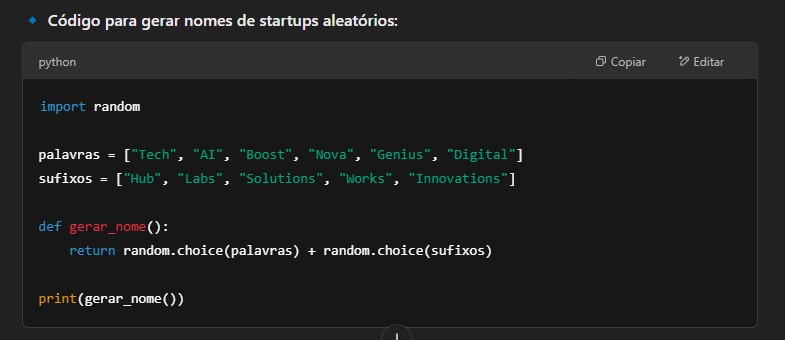 Código para gerar nomes de startups aleatórios:
python Copiar Editar
import random
palavras = ["Tech", "AI", "Boost", "Nova", "Genius", "Digital"]
sufixos = ["Hub", "Labs", "Solutions", "Works", "Innovations"]
def gerar_nome():
    return random.choice(palavras) + random.choice(sufixos)
print(gerar_nome())